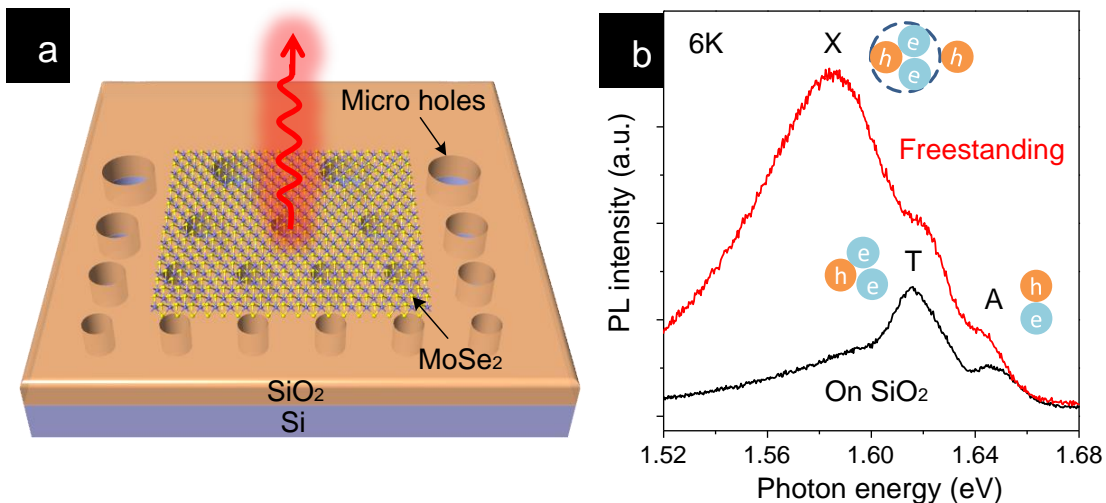 a
Micro holes
MoSe₂
SiO₂
Si
b
6K
X
h e e h
Freestanding
h e e
T
A
h
e
On SiO₂
PL intensity (a.u.)
1.52 1.56 1.60 1.64 1.68
Photon energy (eV)